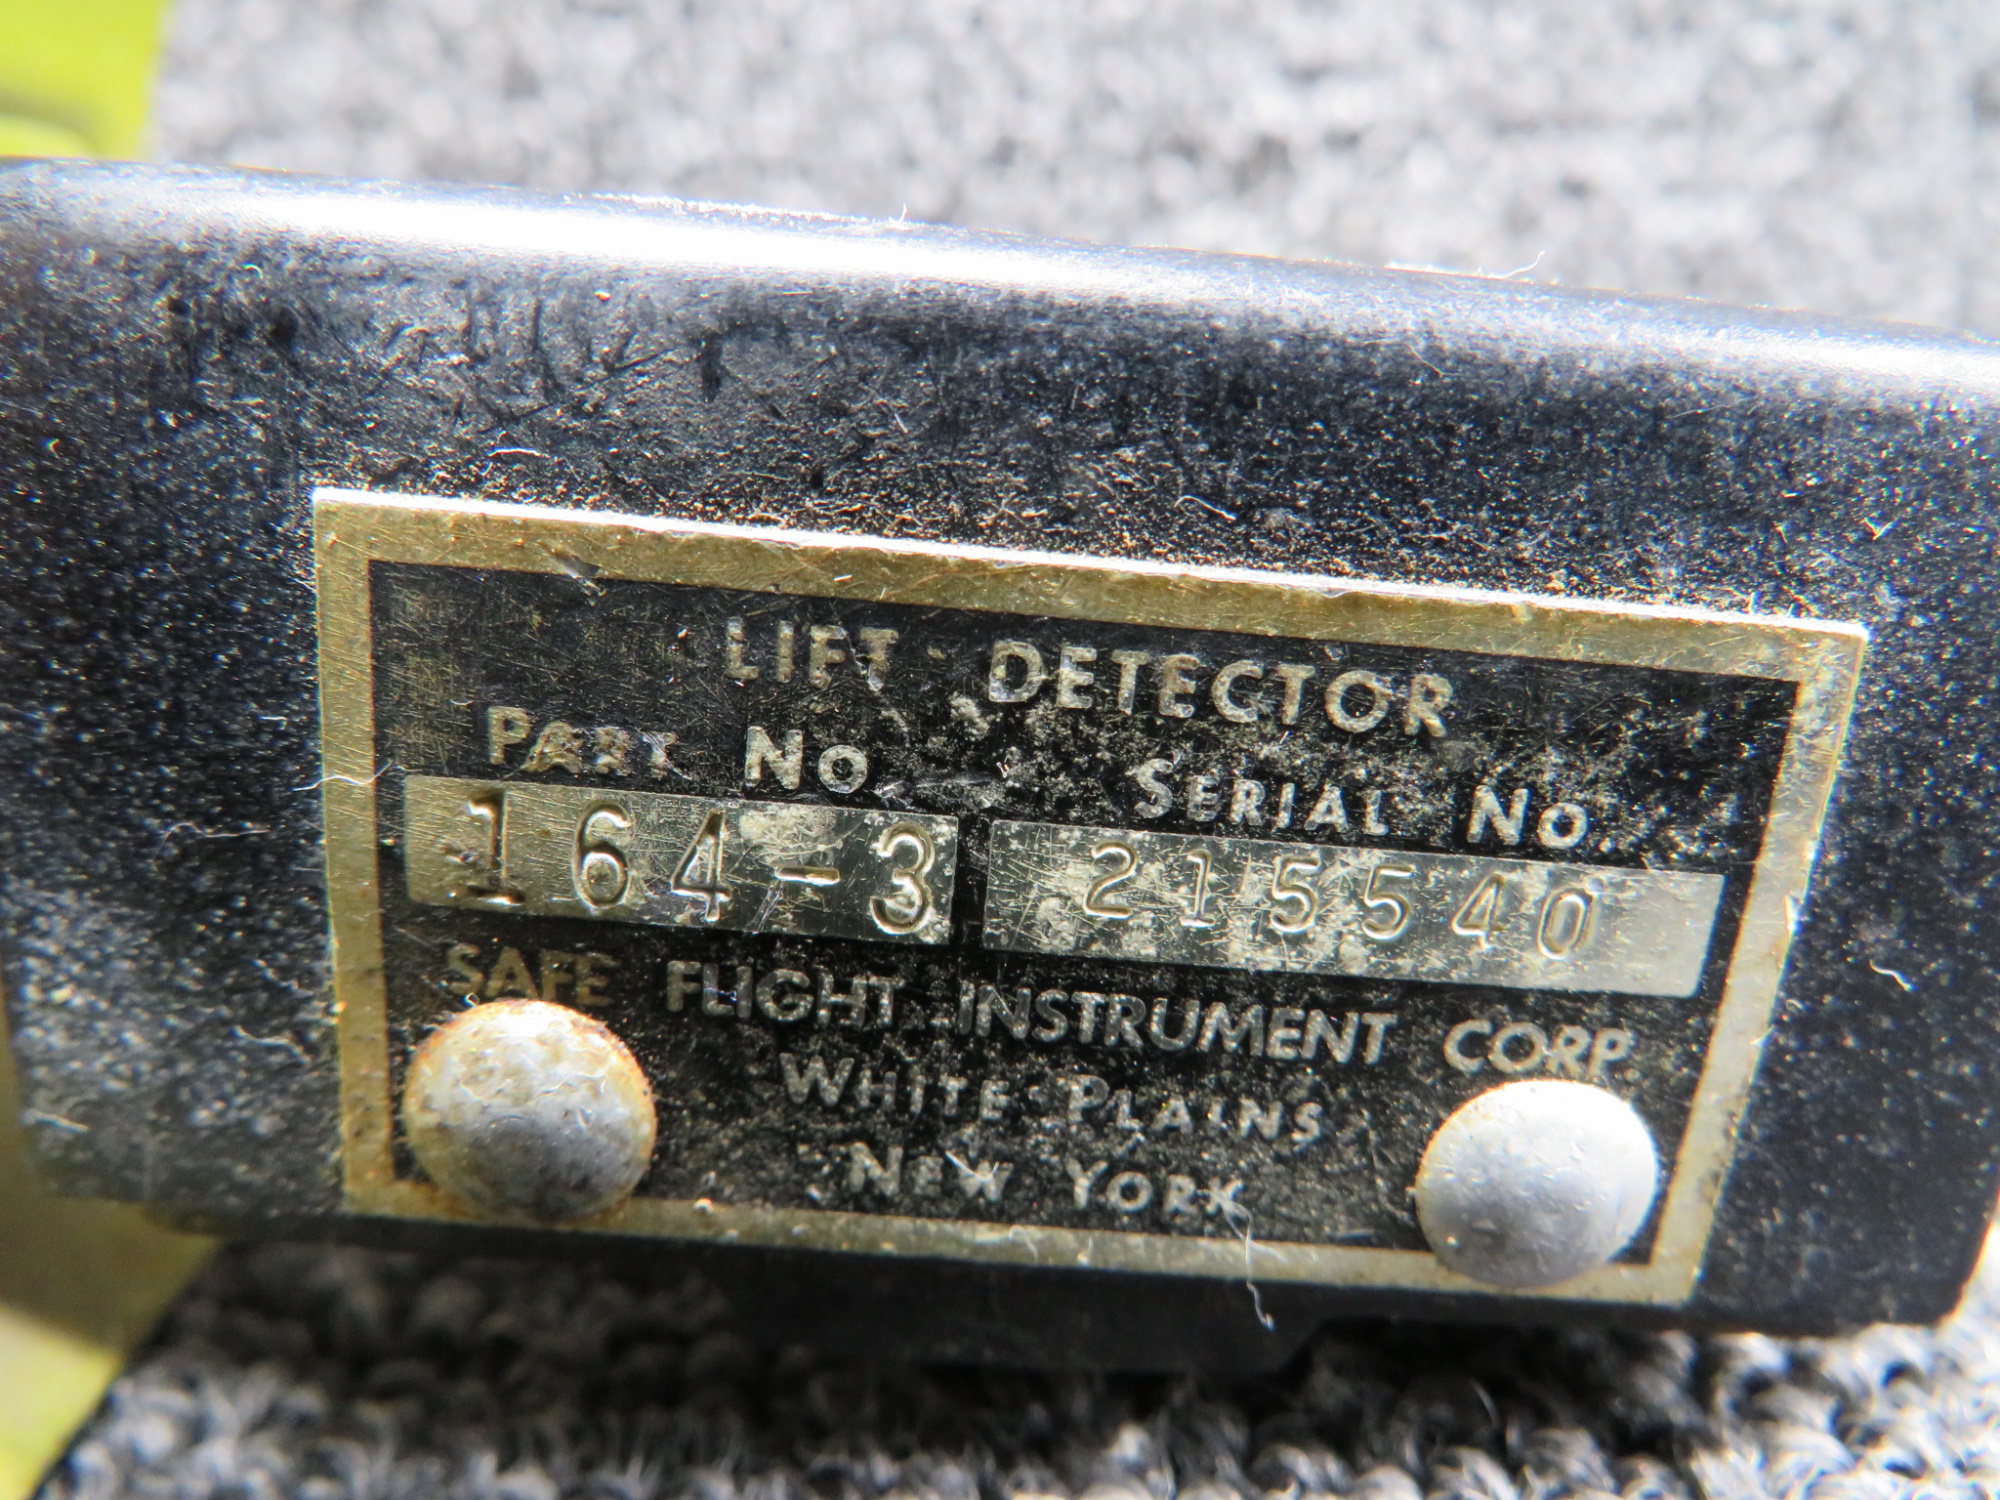 LIFT DETECTOR
PART NO SERIAL NO
164-3 215540
SAFE FLIGHT INSTRUMENT CORP.
WHITE PLAINS
NEW YORK